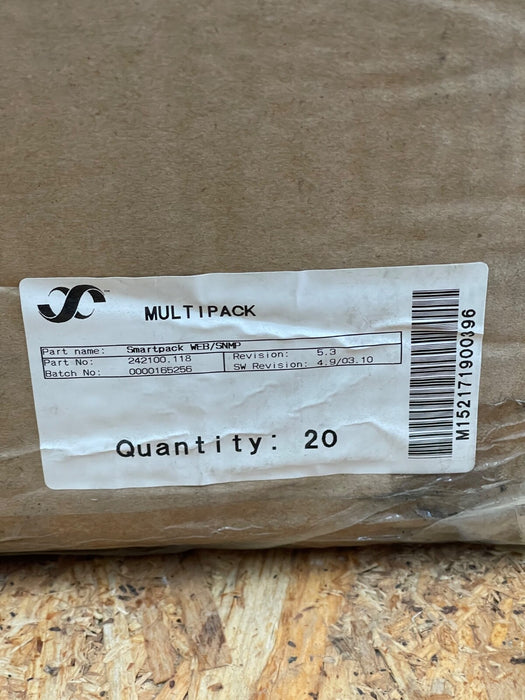 MULTIPACK
Part name: Smartpack WEB/SNMP
Part No: 242100.118 Revision: 5.3
Batch No: 0000165256 SW Revision: 4.9/03.10
Quantity: 20
M152171900396